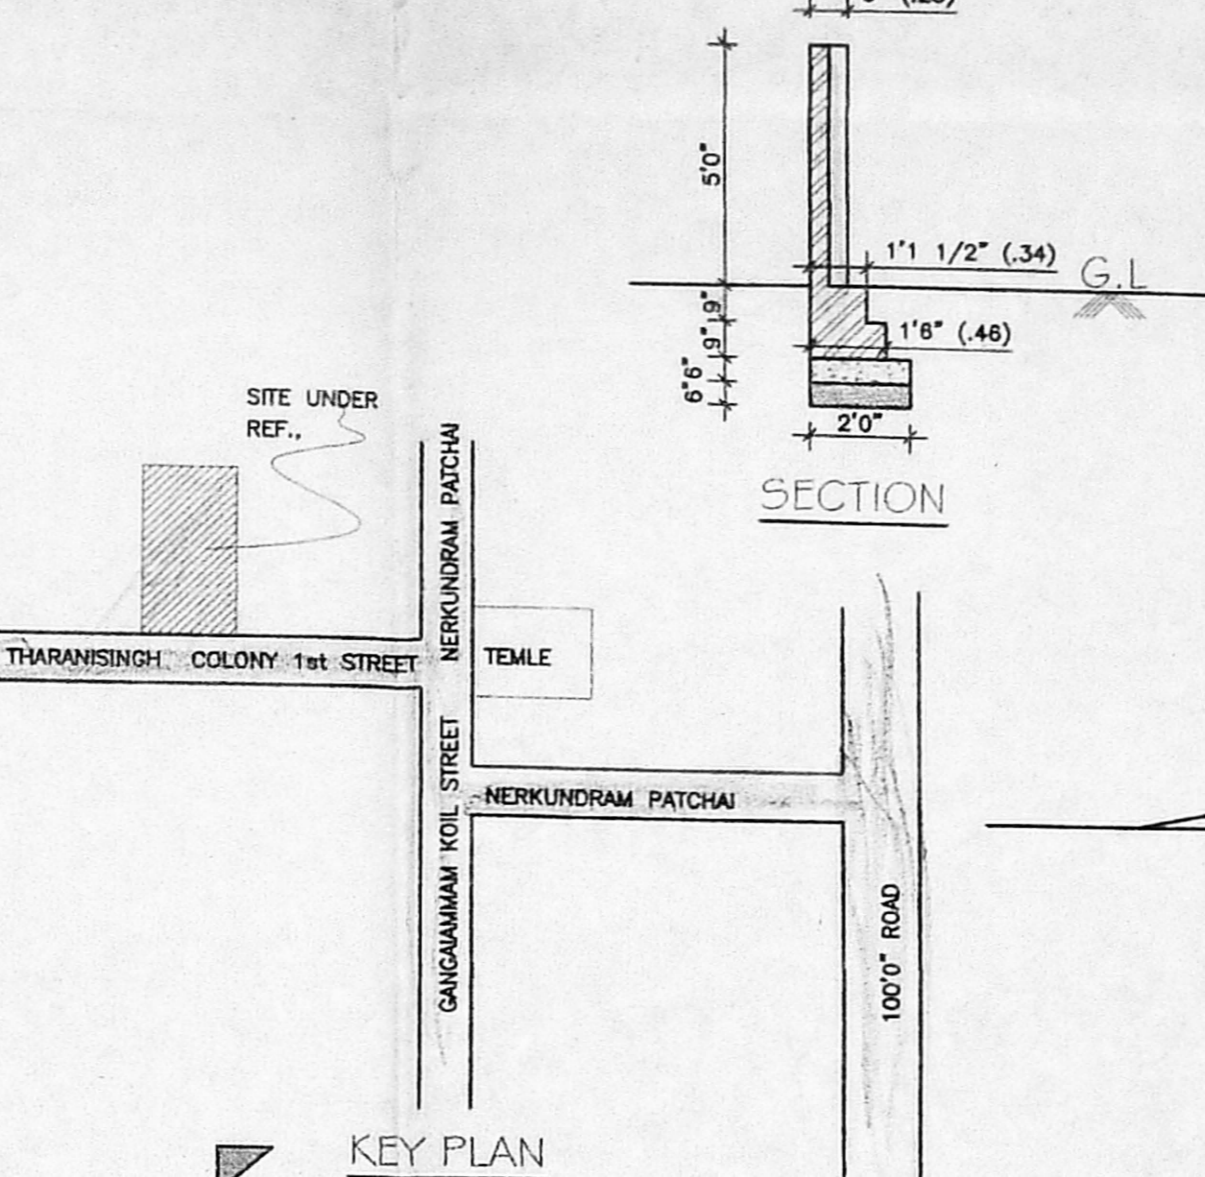 5'0"
1'1 1/2" (.34)
G.L
9"
9"
1'6" (.46)
6"
6"
2'0"
SECTION
SITE UNDER
REF.,
NERKUNDRAM PATCHAI
THARANISINGH COLONY 1st STREET
TEMLE
GANGAIAMMAM KOIL STREET
NERKUNDRAM PATCHAI
100'0" ROAD
KEY PLAN